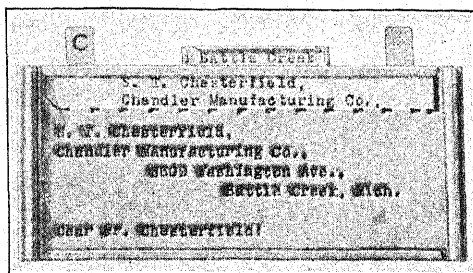 C
Battle Creek
S. T. Chesterfield,
Chandler Manufacturing Co.,
S. T. Chesterfield,
Chandler Manufacturing Co.,
Washington Ave.,
Battle Creek, Mich.
Dear Mr. Chesterfield: